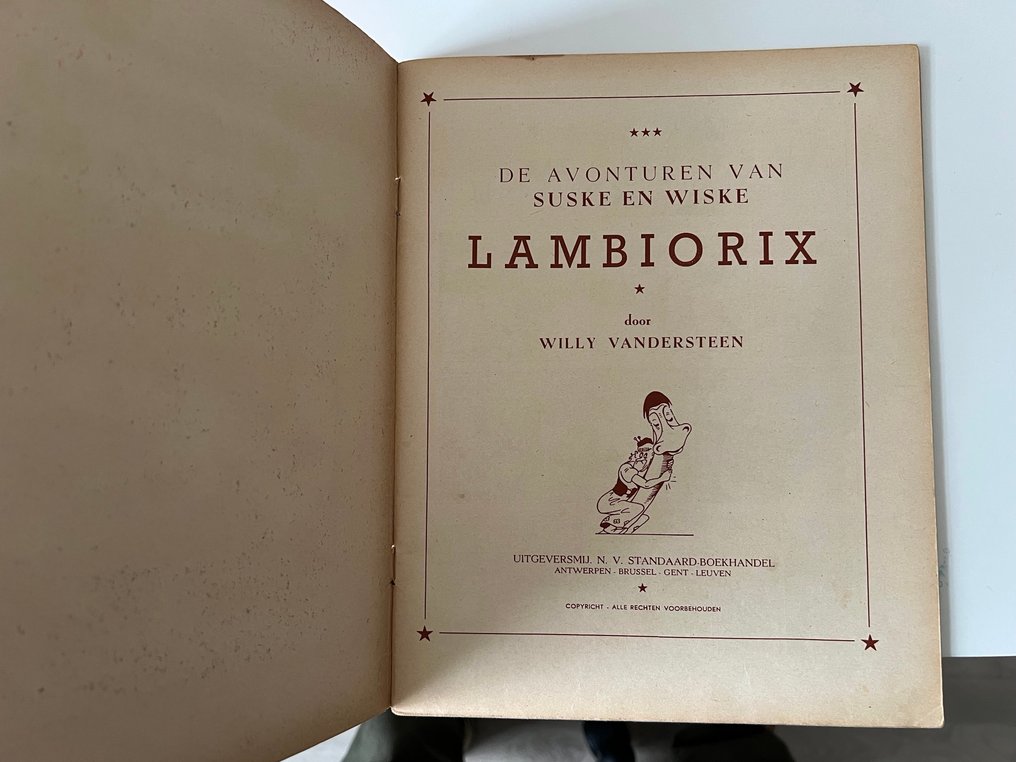 DE AVONTUREN VAN
SUSKE EN WISKE
LAMBIORIX
door
WILLY VANDERSTEEN
UITGEVERSMIJ. N. V. STANDAARD-BOEKHANDEL
ANTWERPEN - BRUSSEL - GENT - LEUVEN
COPYRIGHT - ALLE RECHTEN VOORBEHOUDEN